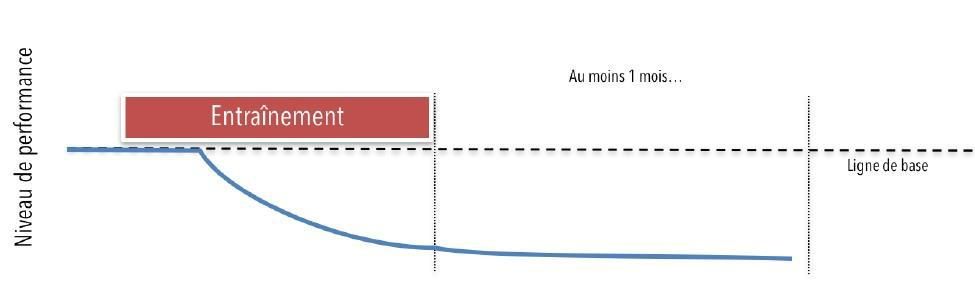 Niveau de performance
Au moins 1 mois…
Entraînement
Ligne de base